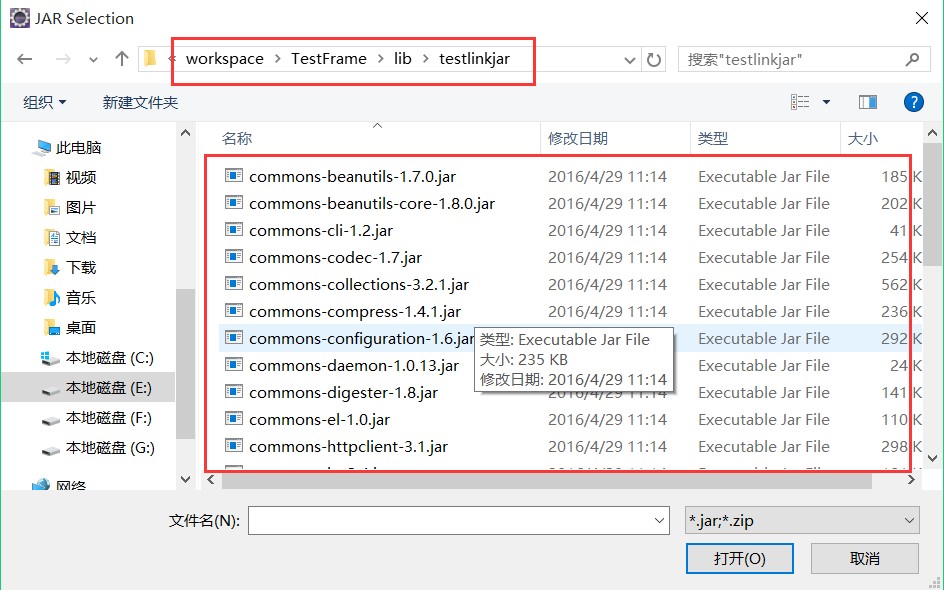 JAR Selection
« workspace > TestFrame > lib > testlinkjar
搜索"testlinkjar"
组织 新建文件夹
名称 修改日期 类型 大小
此电脑
视频
图片
文档
下载
音乐
桌面
本地磁盘 (C:)
本地磁盘 (E:)
本地磁盘 (F:)
本地磁盘 (G:)
网络
commons-beanutils-1.7.0.jar 2016/4/29 11:14 Executable Jar File 185 K
commons-beanutils-core-1.8.0.jar 2016/4/29 11:14 Executable Jar File 202 K
commons-cli-1.2.jar 2016/4/29 11:14 Executable Jar File 41 K
commons-codec-1.7.jar 2016/4/29 11:14 Executable Jar File 254 K
commons-collections-3.2.1.jar 2016/4/29 11:14 Executable Jar File 562 K
commons-compress-1.4.1.jar 2016/4/29 11:14 Executable Jar File 236 K
commons-configuration-1.6.jar Executable Jar File 292 K
commons-daemon-1.0.13.jar Executable Jar File 24 K
commons-digester-1.8.jar 2016/4/29 11:14 Executable Jar File 141 K
commons-el-1.0.jar 2016/4/29 11:14 Executable Jar File 110 K
commons-httpclient-3.1.jar 2016/4/29 11:14 Executable Jar File 298 K
类型: Executable Jar File
大小: 235 KB
修改日期: 2016/4/29 11:14
文件名(N):
*.jar;*.zip
打开(O) 取消